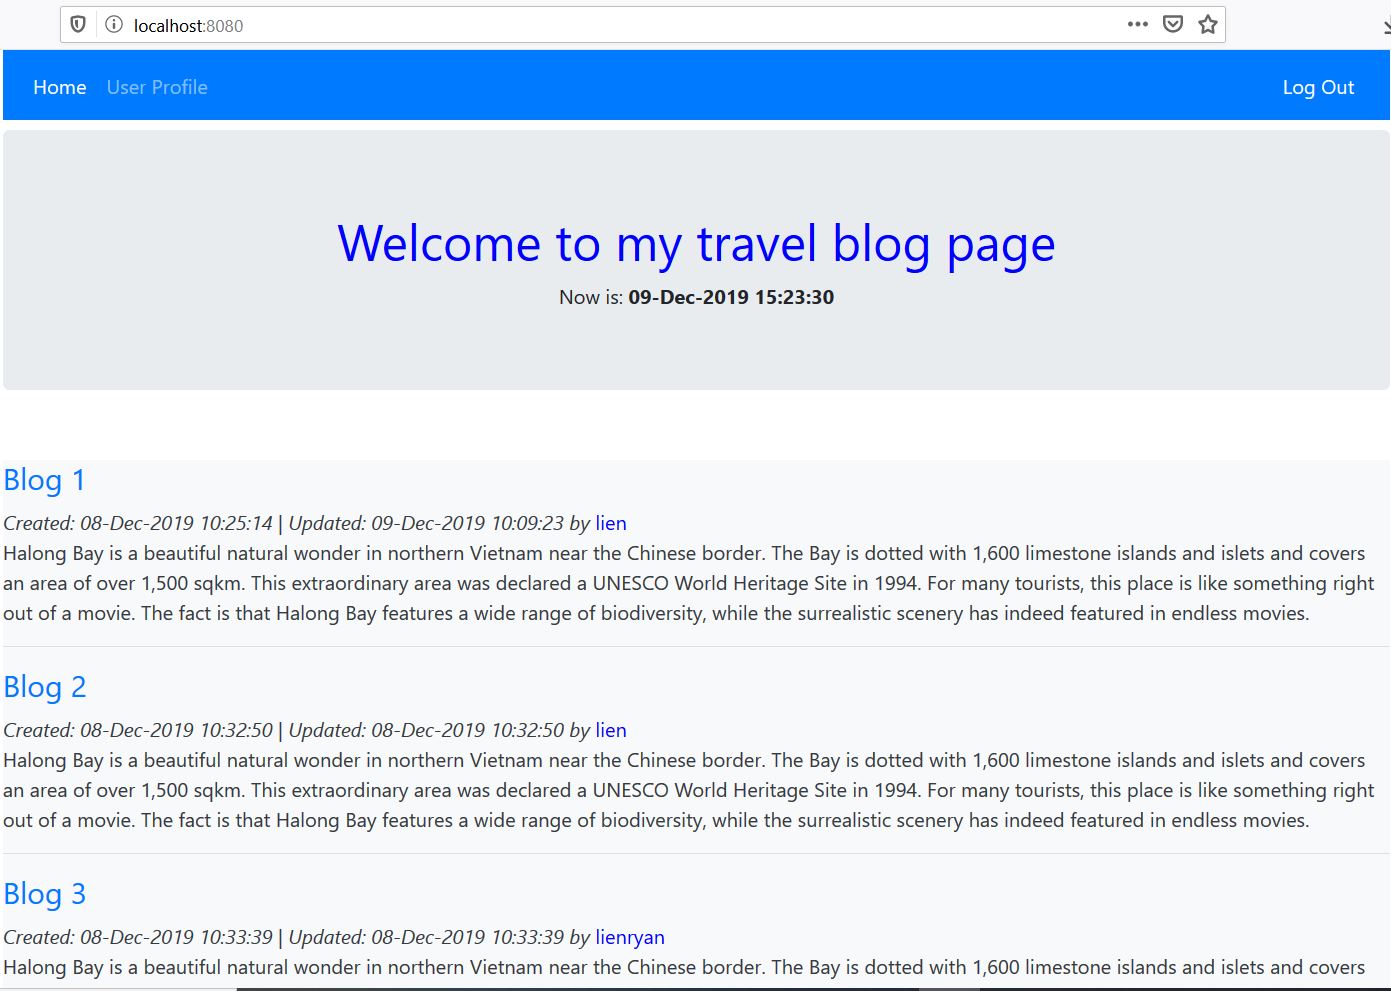 localhost:8080
Home User Profile Log Out
Welcome to my travel blog page
Now is: 09-Dec-2019 15:23:30
Blog 1
Created: 08-Dec-2019 10:25:14 | Updated: 09-Dec-2019 10:09:23 by lien
Halong Bay is a beautiful natural wonder in northern Vietnam near the Chinese border. The Bay is dotted with 1,600 limestone islands and islets and covers
an area of over 1,500 sqkm. This extraordinary area was declared a UNESCO World Heritage Site in 1994. For many tourists, this place is like something right
out of a movie. The fact is that Halong Bay features a wide range of biodiversity, while the surrealistic scenery has indeed featured in endless movies.
Blog 2
Created: 08-Dec-2019 10:32:50 | Updated: 08-Dec-2019 10:32:50 by lien
Halong Bay is a beautiful natural wonder in northern Vietnam near the Chinese border. The Bay is dotted with 1,600 limestone islands and islets and covers
an area of over 1,500 sqkm. This extraordinary area was declared a UNESCO World Heritage Site in 1994. For many tourists, this place is like something right
out of a movie. The fact is that Halong Bay features a wide range of biodiversity, while the surrealistic scenery has indeed featured in endless movies.
Blog 3
Created: 08-Dec-2019 10:33:39 | Updated: 08-Dec-2019 10:33:39 by lienryan
Halong Bay is a beautiful natural wonder in northern Vietnam near the Chinese border. The Bay is dotted with 1,600 limestone islands and islets and covers